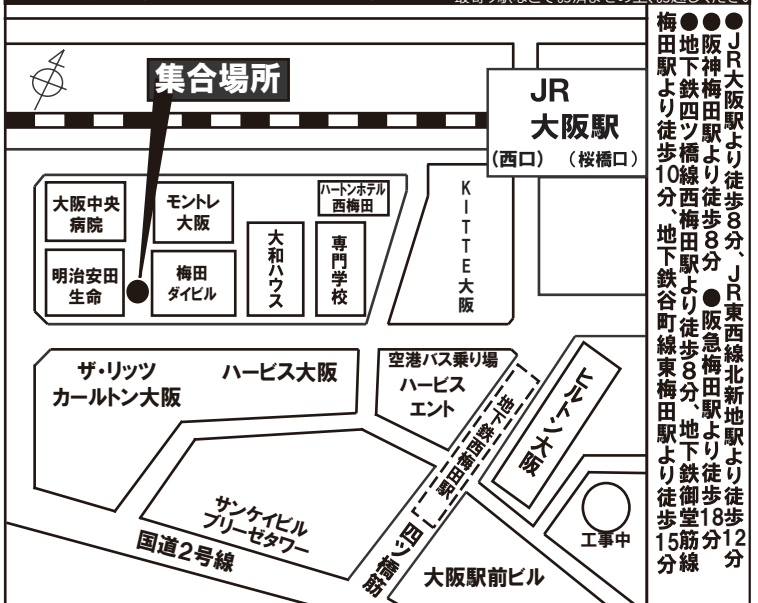 集合場所
JR
大阪駅
(西口) (桜橋口)
大阪中央
病院
モントレ
大阪
ハートンホテル
西梅田
KITTE大阪
明治安田
生命
梅田
ダイビル
大和ハウス
専門学校
ザ・リッツ
カールトン大阪
ハービス大阪
空港バス乗り場
ハービス
エント
地下鉄西梅田駅
ヒルトン大阪
サンケイビル
ブリーゼタワー
国道2号線
四ツ橋筋
工事中
大阪駅前ビル
●JR大阪駅より徒歩8分、JR東西線北新地駅より徒歩12分
●阪神梅田駅より徒歩8分 ●阪急梅田駅より徒歩18分
●地下鉄四ツ橋線西梅田駅より徒歩8分、地下鉄御堂筋線
梅田駅より徒歩10分、地下鉄谷町線東梅田駅より徒歩15分